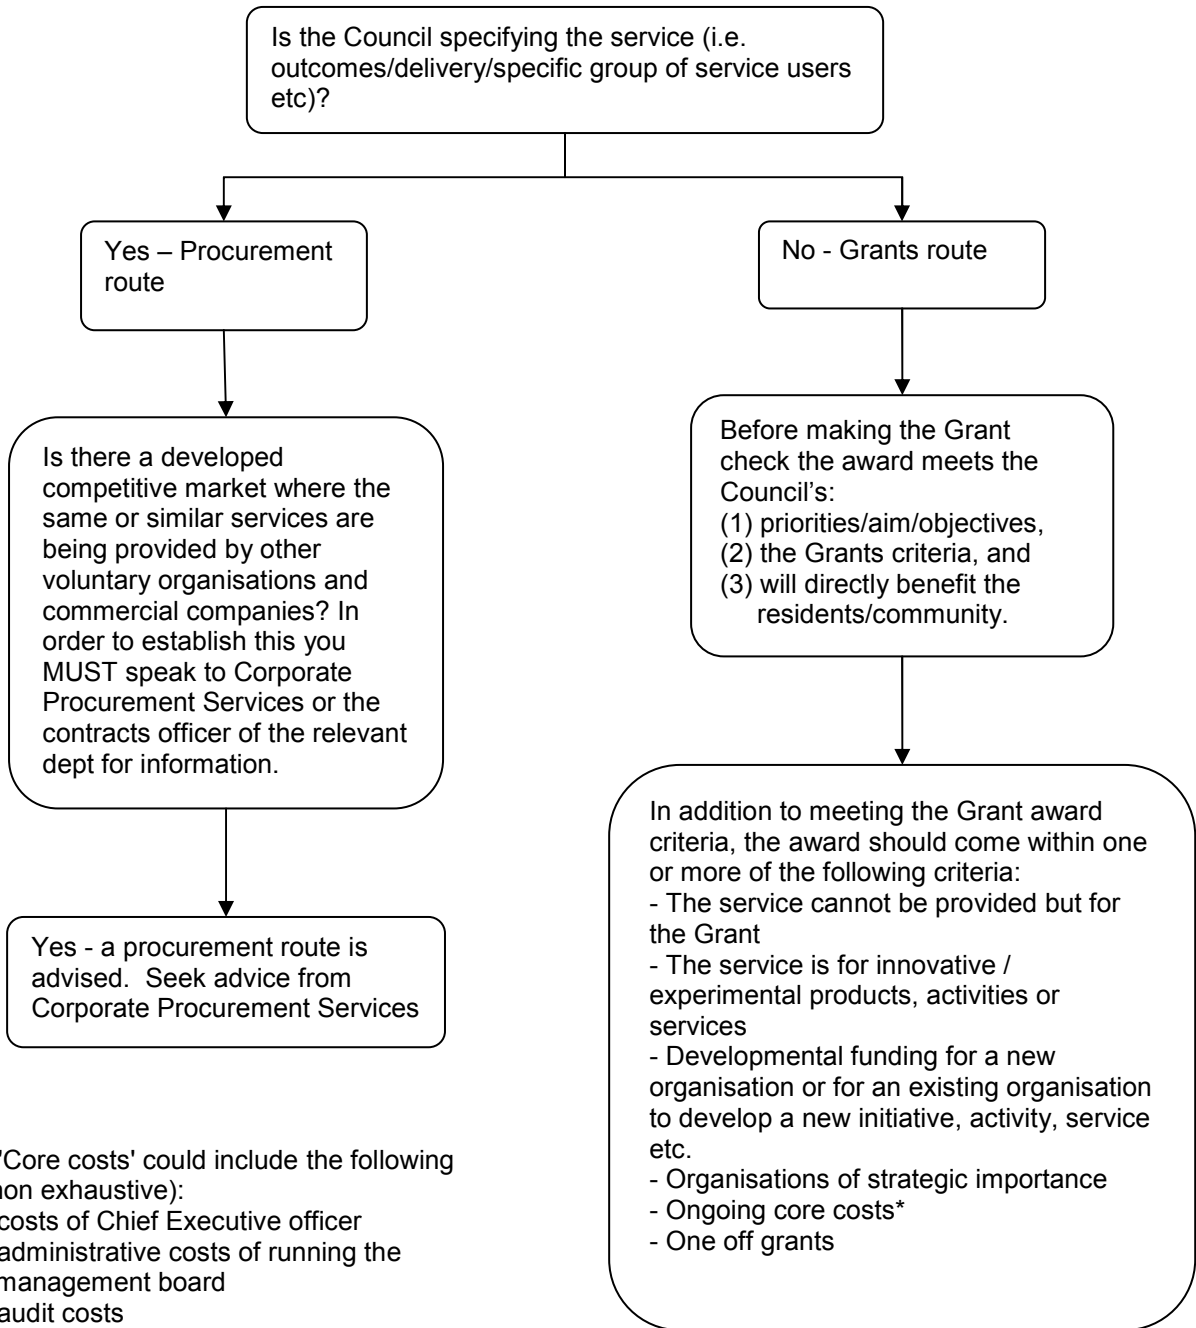 Is the Council specifying the service (i.e.
outcomes/delivery/specific group of service users
etc)?
Yes – Procurement
route
No - Grants route
Is there a developed
competitive market where the
same or similar services are
being provided by other
voluntary organisations and
commercial companies? In
order to establish this you
MUST speak to Corporate
Procurement Services or the
contracts officer of the relevant
dept for information.
Before making the Grant
check the award meets the
Council’s:
(1) priorities/aim/objectives,
(2) the Grants criteria, and
(3) will directly benefit the
residents/community.
Yes - a procurement route is
advised.  Seek advice from
Corporate Procurement Services
In addition to meeting the Grant award
criteria, the award should come within one
or more of the following criteria:
- The service cannot be provided but for
the Grant
- The service is for innovative /
experimental products, activities or
services
- Developmental funding for a new
organisation or for an existing organisation
to develop a new initiative, activity, service
etc.
- Organisations of strategic importance
- Ongoing core costs*
- One off grants
'Core costs' could include the following
non exhaustive):
costs of Chief Executive officer
administrative costs of running the
management board
audit costs